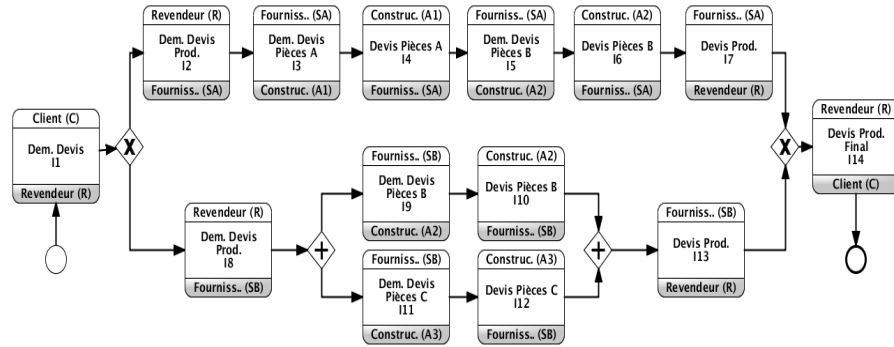 Client (C)
Dem. Devis
I1
Revendeur (R)
X
Revendeur (R)
Dem. Devis
Prod.
I2
Fourniss.. (SA)
Fourniss.. (SA)
Dem. Devis
Pièces A
I3
Construc. (A1)
Construc. (A1)
Devis Pièces A
I4
Fourniss.. (SA)
Fourniss.. (SA)
Dem. Devis
Pièces B
I5
Construc. (A2)
Construc. (A2)
Devis Pièces B
I6
Fourniss.. (SA)
Fourniss.. (SA)
Devis Prod.
I7
Revendeur (R)
Revendeur (R)
Dem. Devis
Prod.
I8
Fourniss.. (SB)
+
Fourniss.. (SB)
Dem. Devis
Pièces B
I9
Construc. (A2)
Construc. (A2)
Devis Pièces B
I10
Fourniss.. (SB)
Fourniss.. (SB)
Dem. Devis
Pièces C
I11
Construc. (A3)
Construc. (A3)
Devis Pièces C
I12
Fourniss.. (SB)
+
Fourniss.. (SB)
Devis Prod.
I13
Revendeur (R)
X
Revendeur (R)
Devis Prod.
Final
I14
Client (C)